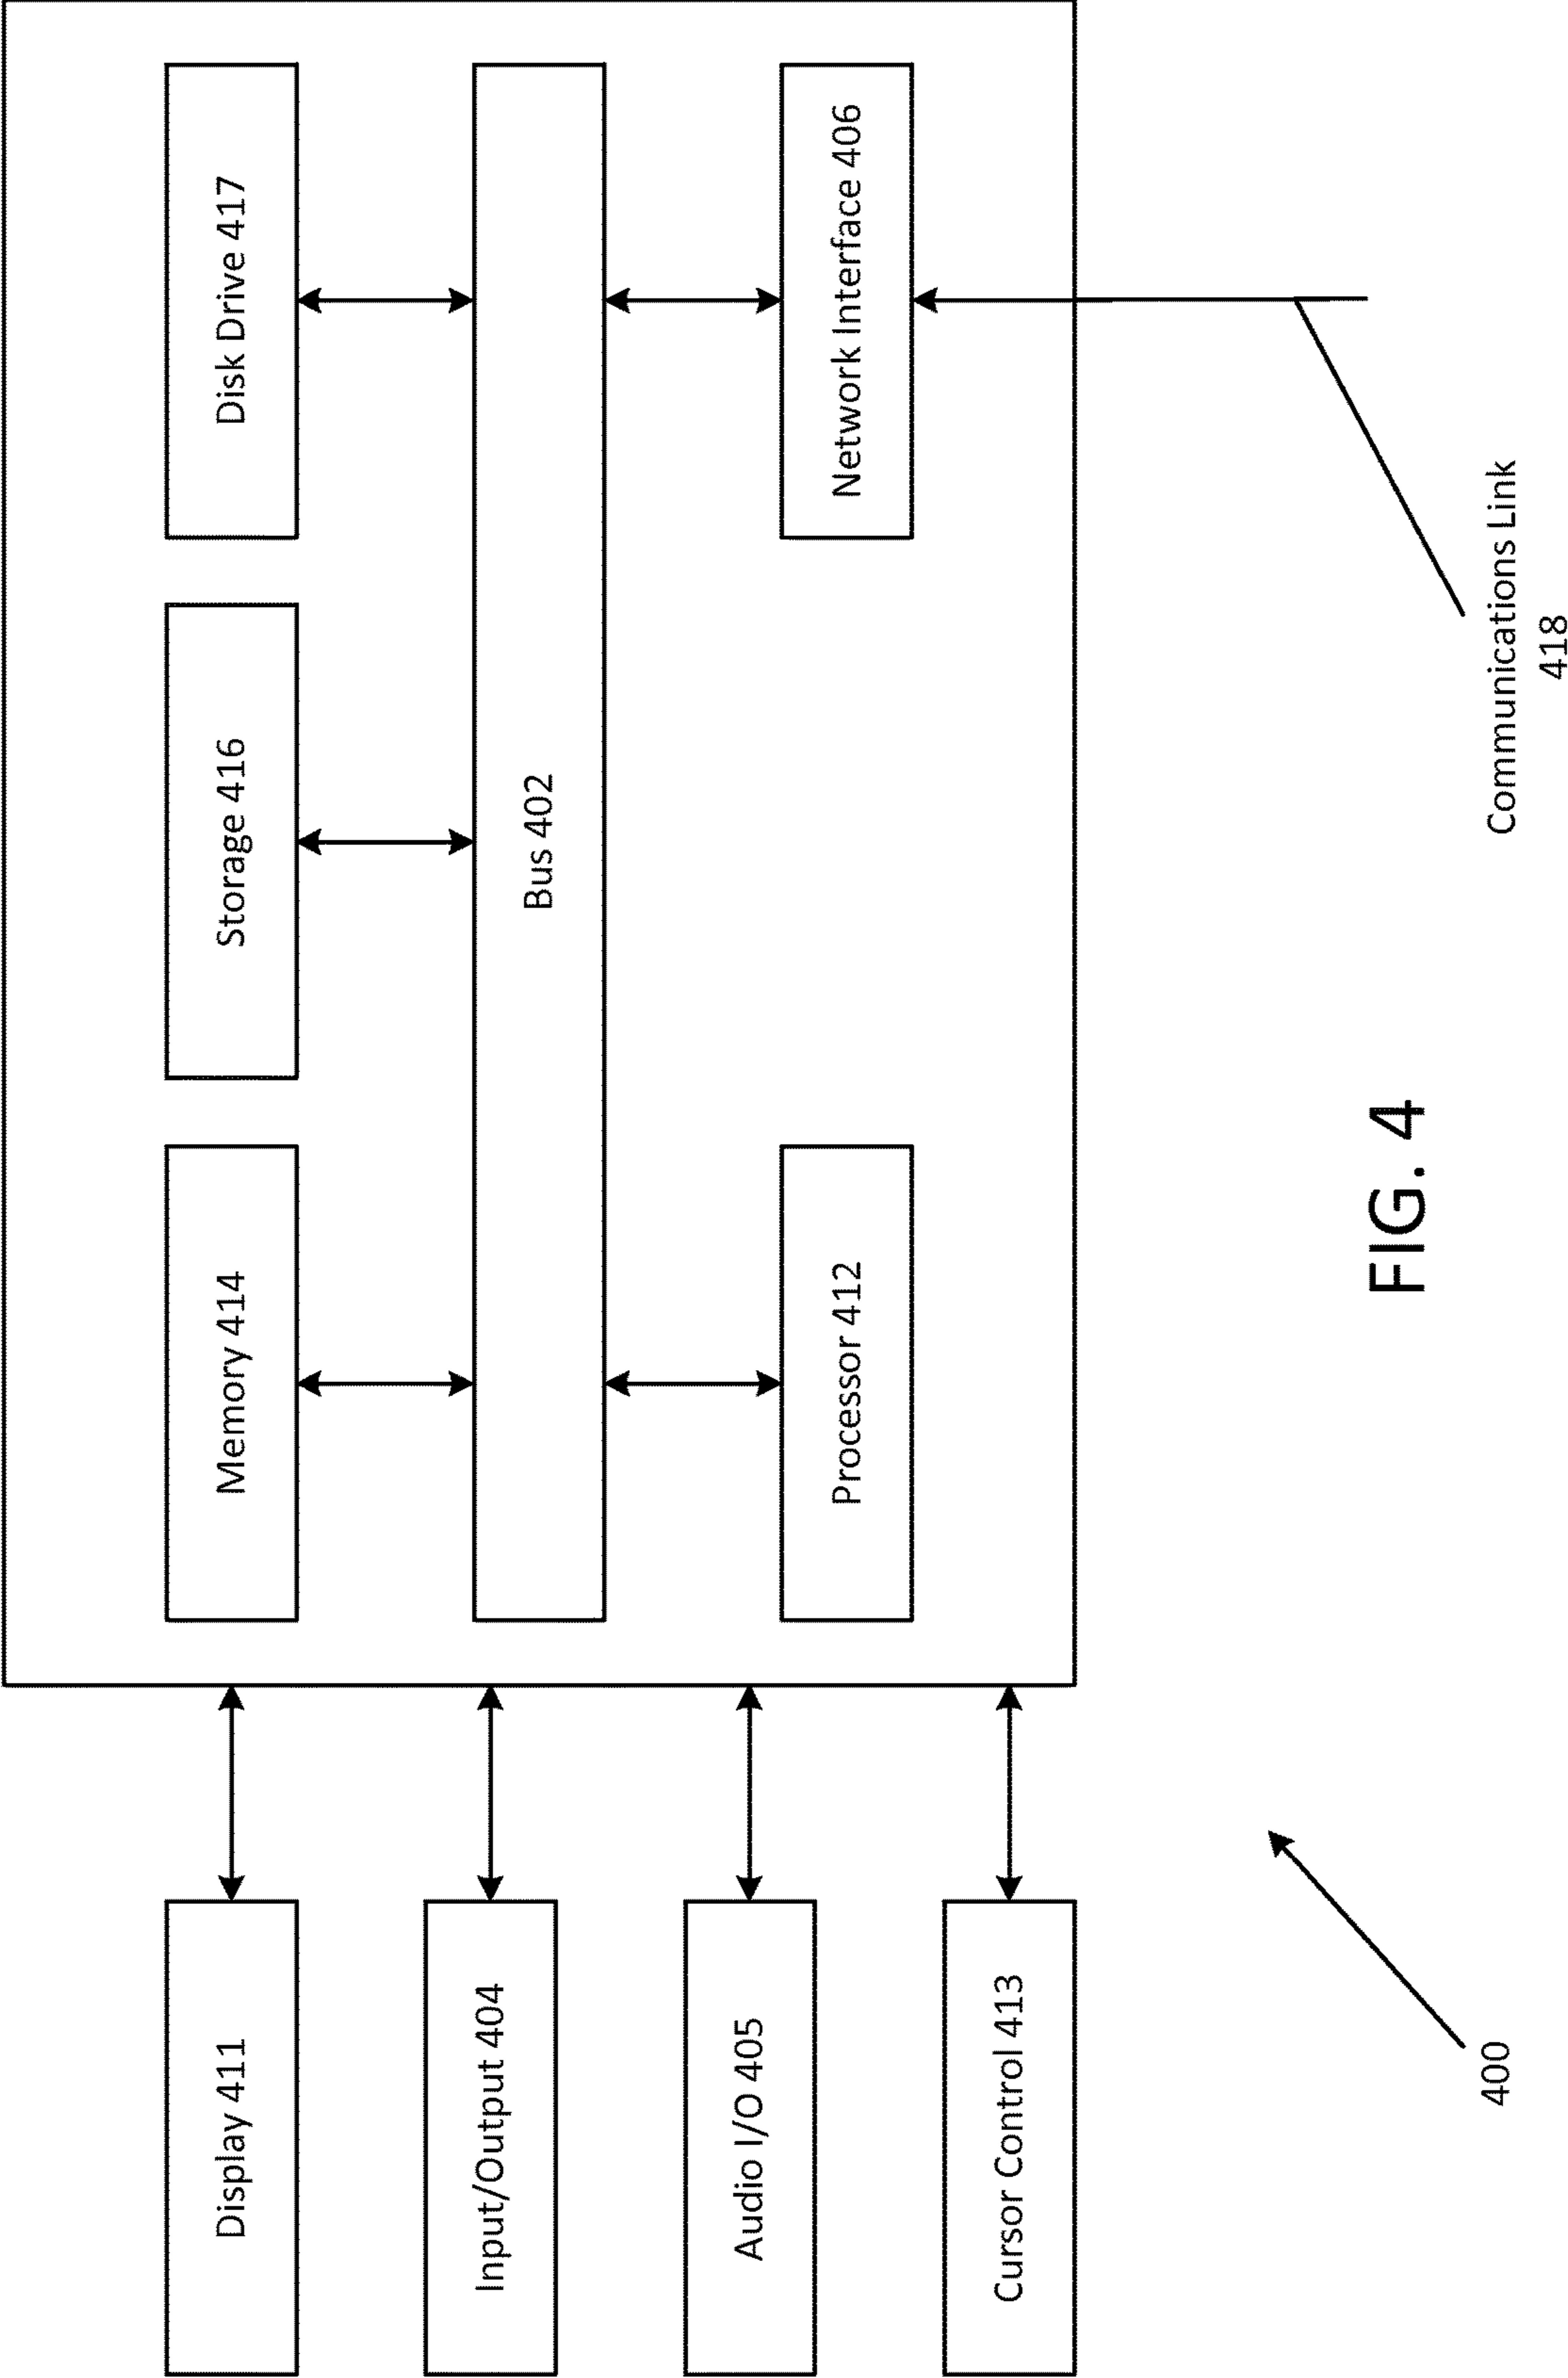 Display 411
Memory 414
Storage 416
Disk Drive 417
Input/Output 404
Bus 402
Audio I/O 405
Processor 412
Network Interface 406
Cursor Control 413
400
FIG. 4
Communications Link
418